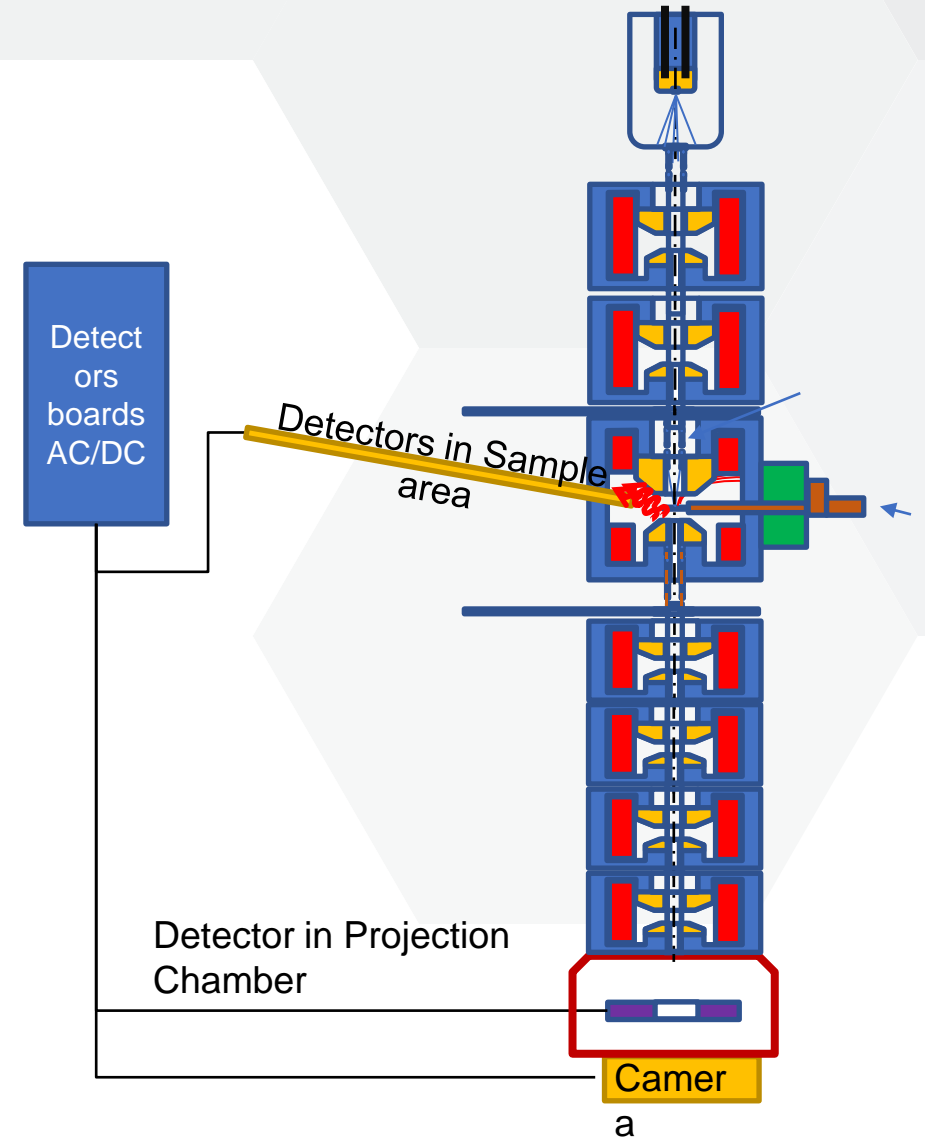 Detect
ors
boards
AC/DC
Detectors in Sample
area
Detector in Projection
Chamber
Camer
a